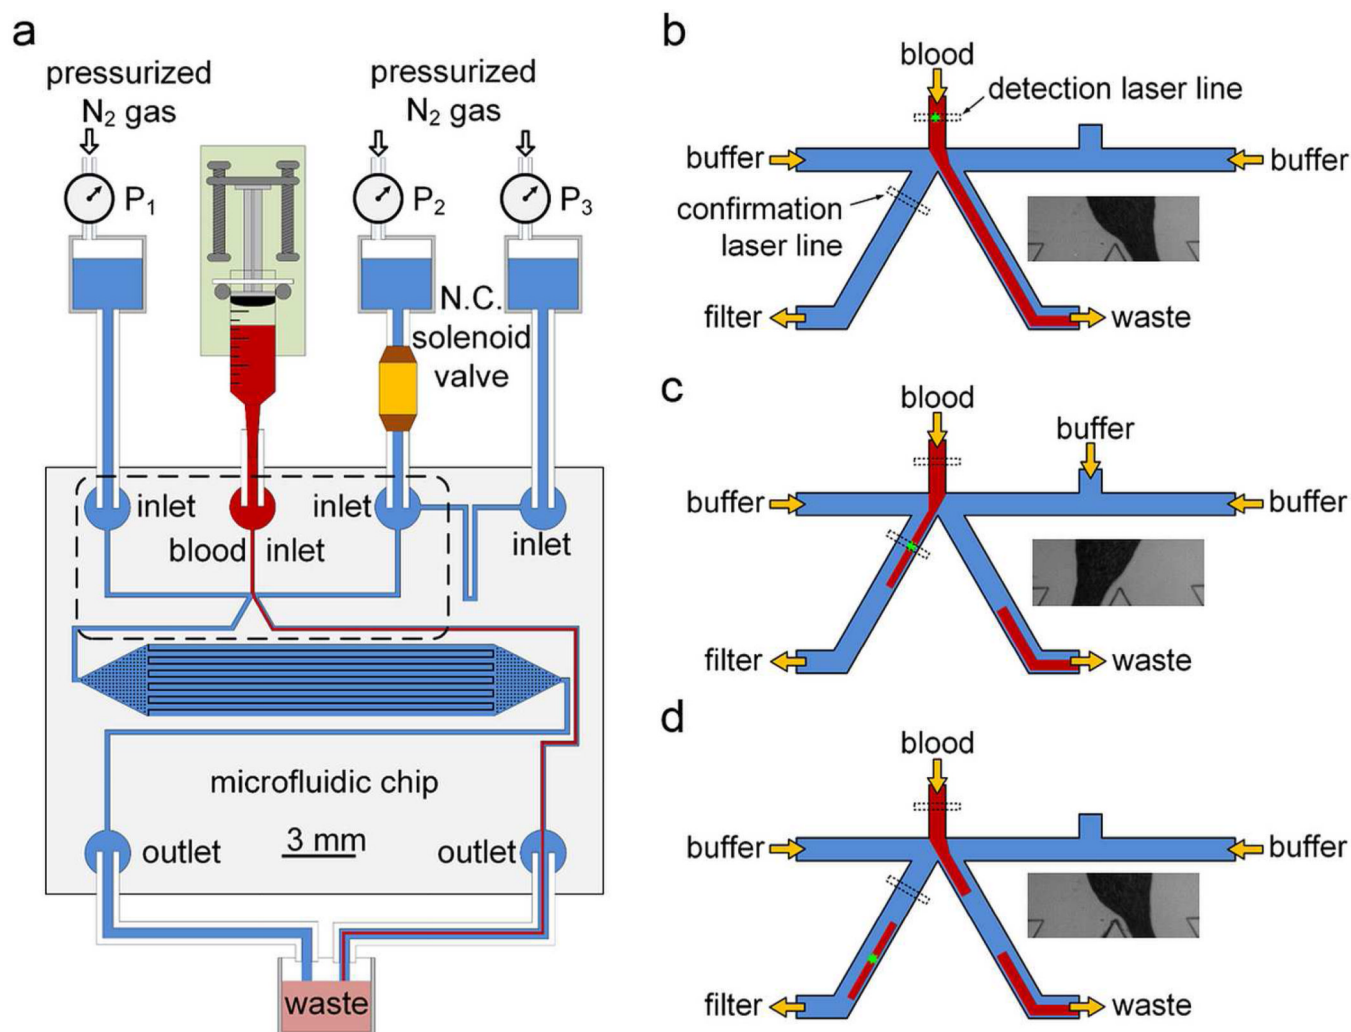 a
pressurized
N2 gas
pressurized
N2 gas
P1
P2
P3
N.C.
solenoid
valve
inlet
inlet
blood inlet
inlet
microfluidic chip
3 mm
outlet
outlet
waste
b
blood
detection laser line
buffer
buffer
confirmation
laser line
filter
waste
c
blood
buffer
buffer
buffer
filter
waste
d
blood
buffer
buffer
filter
waste